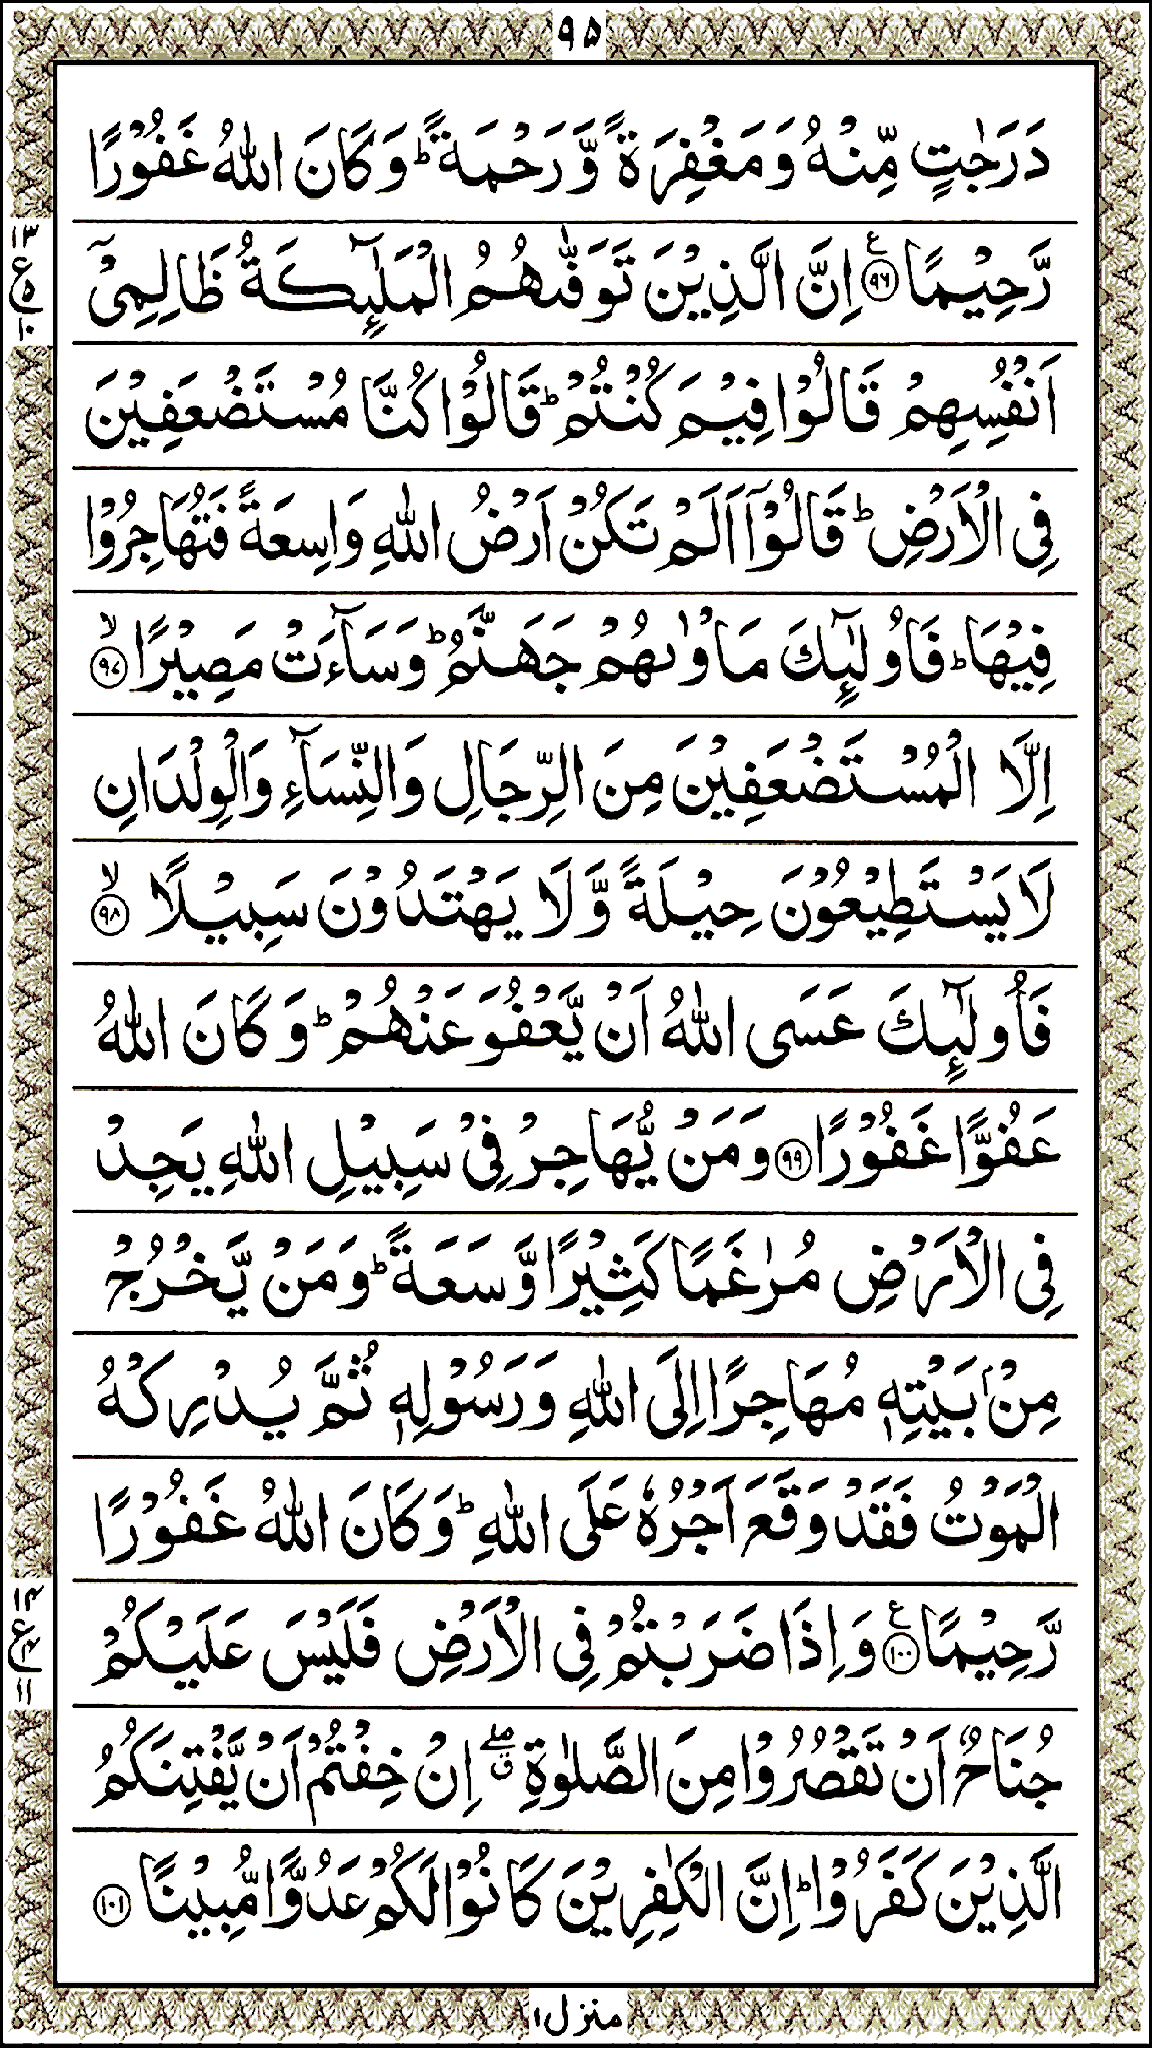 ٩٥
دَرَجٰتٍ مِّنْهُ وَ مَغْفِرَةً وَّ رَحْمَةً ؕ وَ كَانَ اللّٰهُ غَفُوْرًا
١٣
رَّحِيْمًا ﴿٩٦﴾ ع اِنَّ الَّذِيْنَ تَوَفّٰىهُمُ الْمَلٰٓئِكَةُ ظَالِمِيْٓ
ع ٥
١٠
اَنْفُسِهِمْ قَالُوْا فِيْمَ كُنْتُمْ ؕ قَالُوْا كُنَّا مُسْتَضْعَفِيْنَ
فِي الْاَرْضِ ؕ قَالُوْٓا اَلَمْ تَكُنْ اَرْضُ اللّٰهِ وَاسِعَةً فَتُهَاجِرُوْا
فِيْهَا ؕ فَاُولٰٓئِكَ مَاْوٰىهُمْ جَهَنَّمُ ؕ وَ سَآءَتْ مَصِيْرًا ﴿٩٧﴾ ۙ
اِلَّا الْمُسْتَضْعَفِيْنَ مِنَ الرِّجَالِ وَ النِّسَآءِ وَ الْوِلْدَانِ
لَا يَسْتَطِيْعُوْنَ حِيْلَةً وَّ لَا يَهْتَدُوْنَ سَبِيْلًا ﴿٩٨﴾ ۙ
فَاُولٰٓئِكَ عَسَى اللّٰهُ اَنْ يَّعْفُوَ عَنْهُمْ ؕ وَ كَانَ اللّٰهُ
عَفُوًّا غَفُوْرًا ﴿٩٩﴾ وَ مَنْ يُّهَاجِرْ فِيْ سَبِيْلِ اللّٰهِ يَجِدْ
فِي الْاَرْضِ مُرٰغَمًا كَثِيْرًا وَّ سَعَةً ؕ وَ مَنْ يَّخْرُجْ
مِنْۢ بَيْتِهٖ مُهَاجِرًا اِلَى اللّٰهِ وَ رَسُوْلِهٖ ثُمَّ يُدْرِكْهُ
الْمَوْتُ فَقَدْ وَقَعَ اَجْرُهٗ عَلَى اللّٰهِ ؕ وَ كَانَ اللّٰهُ غَفُوْرًا
١٤
رَّحِيْمًا ﴿١٠٠﴾ ع وَ اِذَا ضَرَبْتُمْ فِي الْاَرْضِ فَلَيْسَ عَلَيْكُمْ
ع ٤
١١
جُنَاحٌ اَنْ تَقْصُرُوْا مِنَ الصَّلٰوةِ ۖ ق اِنْ خِفْتُمْ اَنْ يَّفْتِنَكُمُ
الَّذِيْنَ كَفَرُوْا ؕ اِنَّ الْكٰفِرِيْنَ كَانُوْا لَكُمْ عَدُوًّا مُّبِيْنًا ﴿١٠١﴾
منزل ١